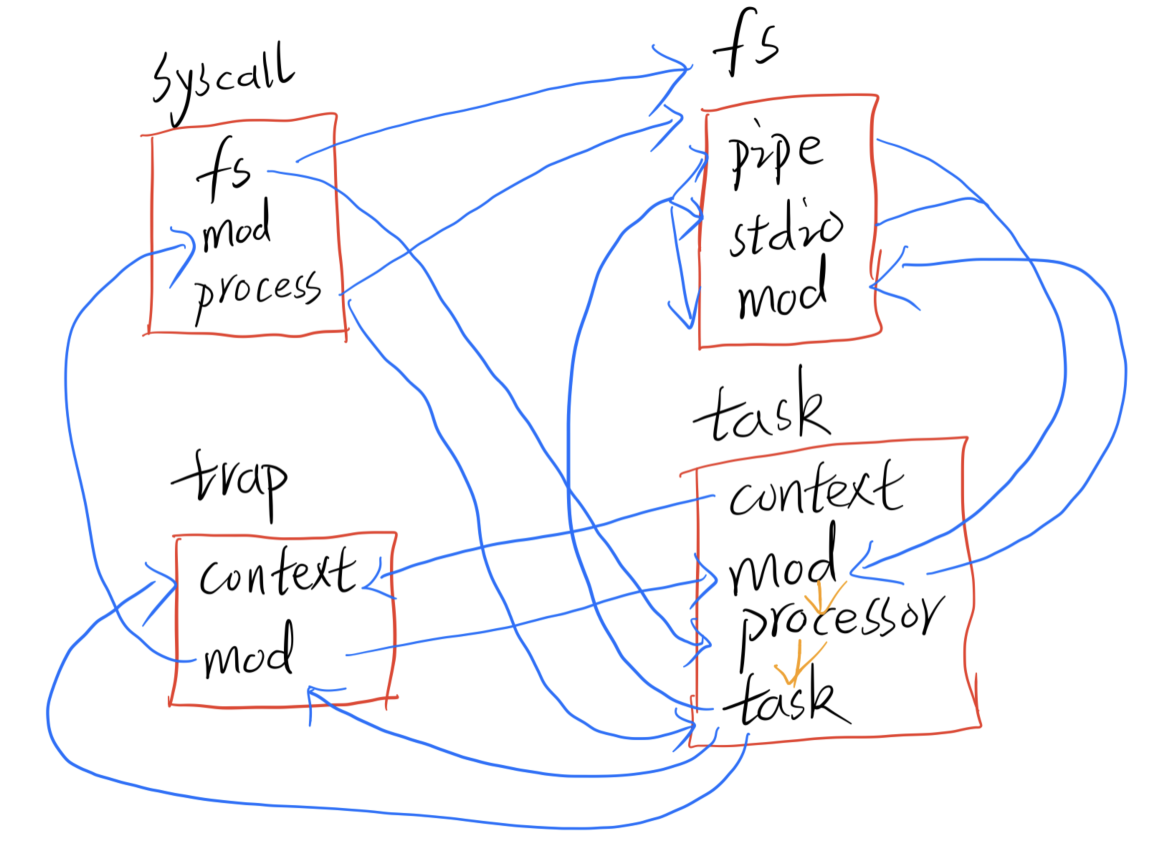 syscall
fs
mod
process
fs
pipe
stdio
mod
trap
context
mod
task
context
mod
processor
task